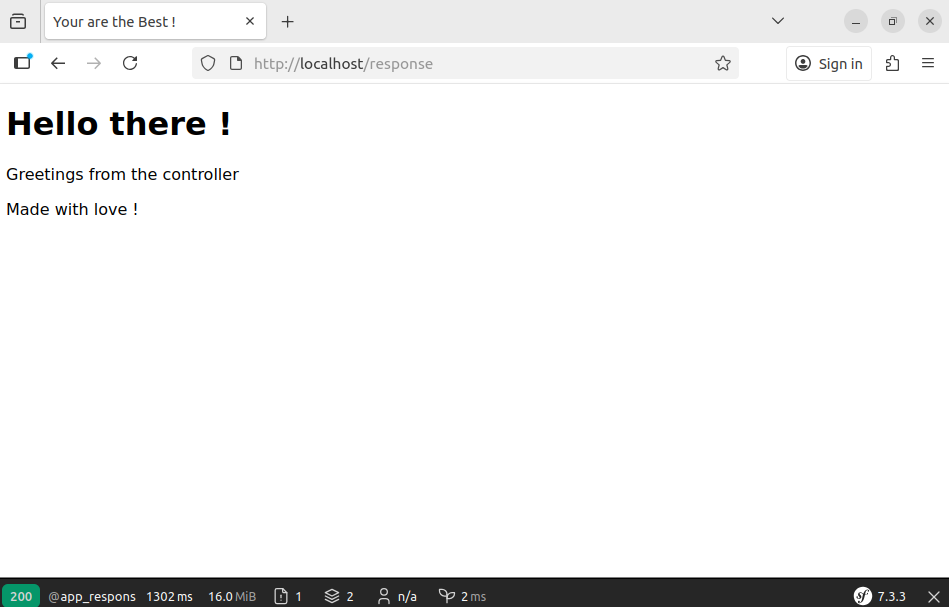 Your are the Best !
http://localhost/response
Sign in
Hello there !
Greetings from the controller
Made with love !
200 @app_respons 1302 ms 16.0 MiB 1 2 n/a 2 ms sf 7.3.3